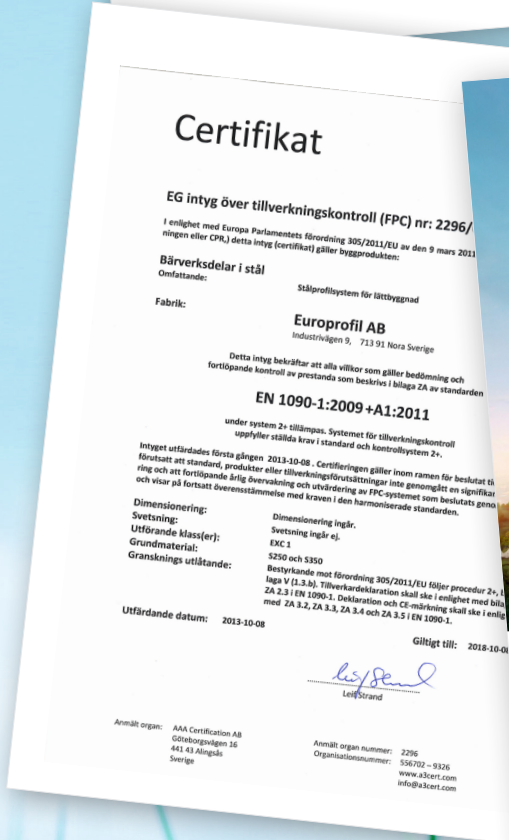 Certifikat
EG intyg över tillverkningskontroll (FPC) nr: 2296/
I enlighet med Europa Parlamentets förordning 305/2011/EU av den 9 mars 2011
ningen eller CPR,) detta intyg (certifikat) gäller byggprodukten:
Bärverksdelar i stål
Omfattande:
Stålprofilsystem för lättbyggnad
Fabrik:
Europrofil AB
Industrivägen 9, 713 91 Nora Sverige
Detta intyg bekräftar att alla villkor som gäller bedömning och
fortlöpande kontroll av prestanda som beskrivs i bilaga ZA av standarden
EN 1090-1:2009+A1:2011
under system 2+ tillämpas. Systemet för tillverkningskontroll
uppfyller ställda krav i standard och kontrollsystem 2+.
Intyget utfärdades första gången 2013-10-08 . Certifieringen gäller inom ramen för beslutat
förutsatt att standard, produkter eller tillverkningsförutsättningar inte genomgått en
ring och att fortlöpande årlig övervakning och utvärdering av FPC-systemet som beslutats
och visar på fortsatt överensstämmelse med kraven i den harmoniserade standarden.
Dimensionering: Dimensionering ingår.
Svetsning: Svetsning ingår ej.
Utförande klass(er): EXC 1
Grundmaterial: S250 och S350
Gransknings utlåtande: Bestyrkande mot förordning 305/2011/EU följer procedur 2+,
laga V (1.3.b). Tillverkardeklaration skall ske i enlighet med
ZA 2.3 i EN 1090-1. Deklaration och CE-märkning skall ske i
med ZA 3.2, ZA 3.3, ZA 3.4 och ZA 3.5 i EN 1090-1.
Utfärdande datum: 2013-10-08
Giltigt till: 2018-10-08
Leif Strand
Anmält organ: AAA Certification AB
Göteborgsvägen 16
441 43 Alingsås
Sverige
Anmält organ nummer: 2296
Organisationsnummer: 556702 – 9326
www.a3cert.com
info@a3cert.com